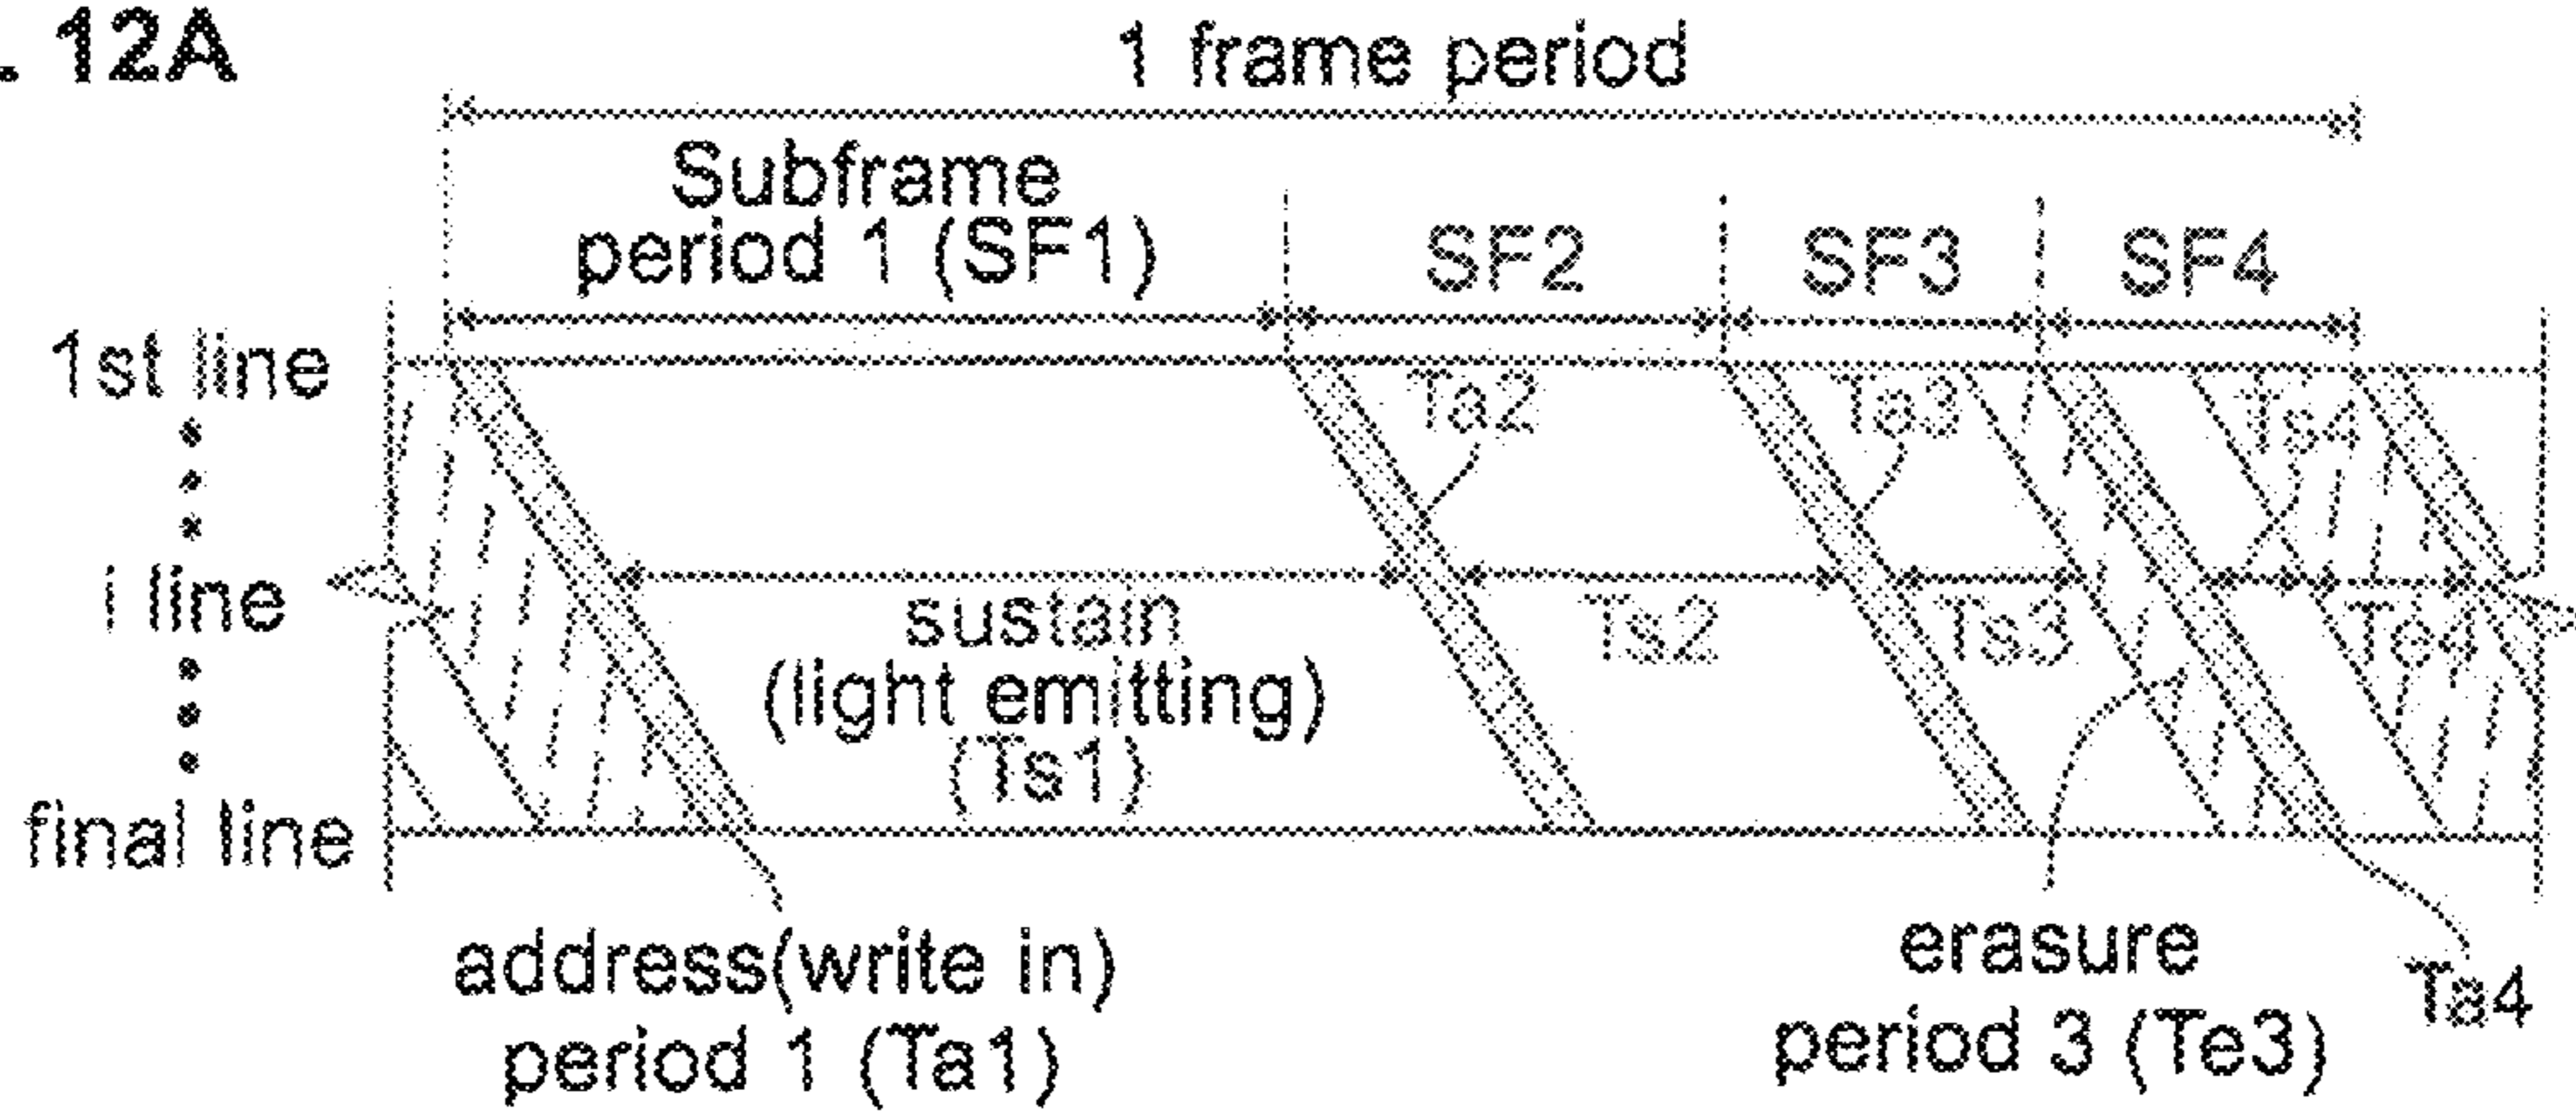 . 12A
1 frame period
Subframe
period 1 (SF1)
SF2
SF3
SF4
1st line
Ta2
Ta3
Ts4
i line
sustain
(light emitting)
(Ts1)
Ts2
Ts3
Te4
final line
address(write in)
period 1 (Ta1)
erasure
period 3 (Te3)
Ta4